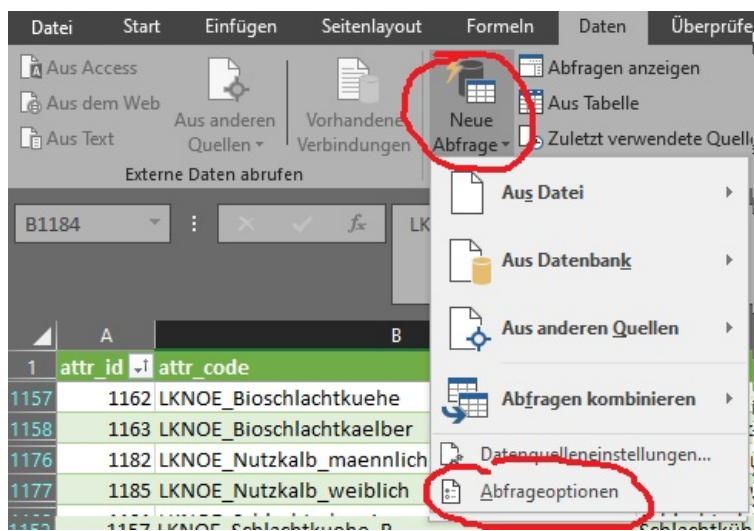 Datei Start Einfügen Seitenlayout Formeln Daten Überprüfe
Aus Access
Aus dem Web
Aus Text
Aus anderen Quellen
Vorhandene Verbindungen
Externe Daten abrufen
Neue Abfrage
Abfragen anzeigen
Aus Tabelle
Zuletzt verwendete Quell
Aus Datei
Aus Datenbank
Aus anderen Quellen
Abfragen kombinieren
Datenquelleneinstellungen...
Abfrageoptionen
B1184 fx LK
A B
1 attr_id attr_code
1157 1162 LKNOE_Bioschlachtkuehe
1158 1163 LKNOE_Bioschlachtkaelber
1176 1182 LKNOE_Nutzkalb_maennlich
1177 1185 LKNOE_Nutzkalb_weiblich